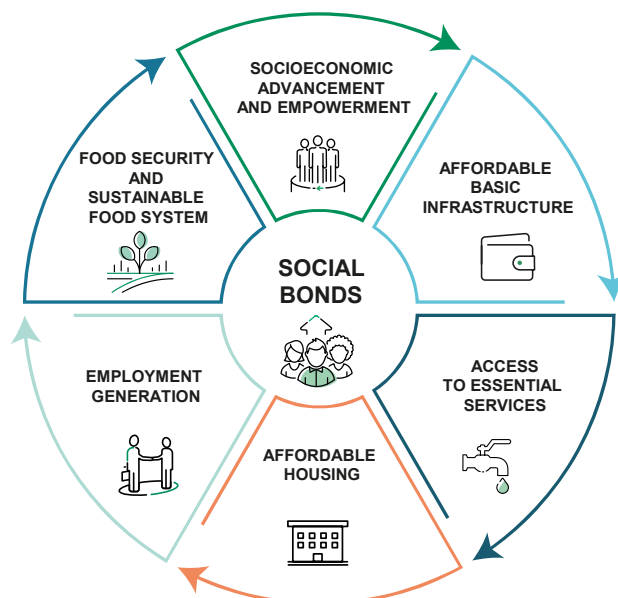 SOCIOECONOMIC
ADVANCEMENT
AND EMPOWERMENT
AFFORDABLE
BASIC
INFRASTRUCTURE
ACCESS
TO ESSENTIAL
SERVICES
AFFORDABLE
HOUSING
EMPLOYMENT
GENERATION
FOOD SECURITY
AND
SUSTAINABLE
FOOD SYSTEM
SOCIAL
BONDS